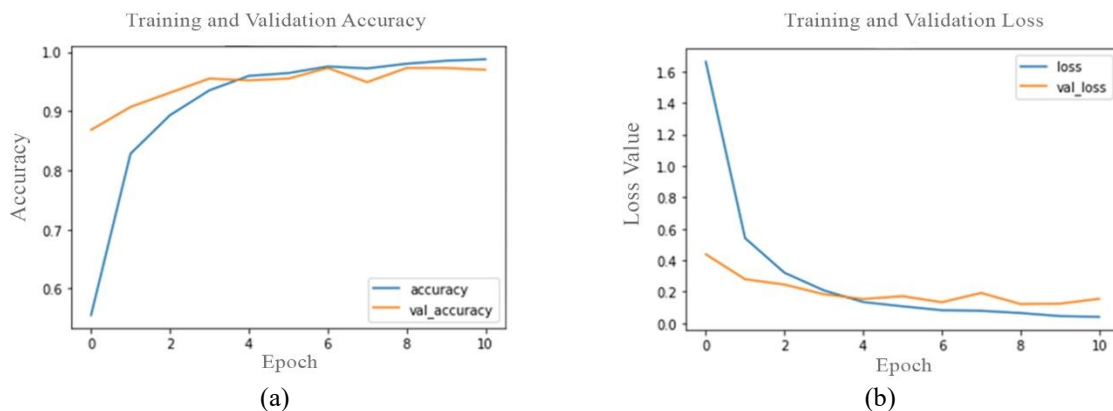 Training and Validation Accuracy
1.0
0.9
0.8
0.7
0.6
Accuracy
accuracy
val_accuracy
0 2 4 6 8 10
Epoch
(a)
Training and Validation Loss
1.6
1.4
1.2
1.0
0.8
0.6
0.4
0.2
0.0
Loss Value
loss
val_loss
0 2 4 6 8 10
Epoch
(b)